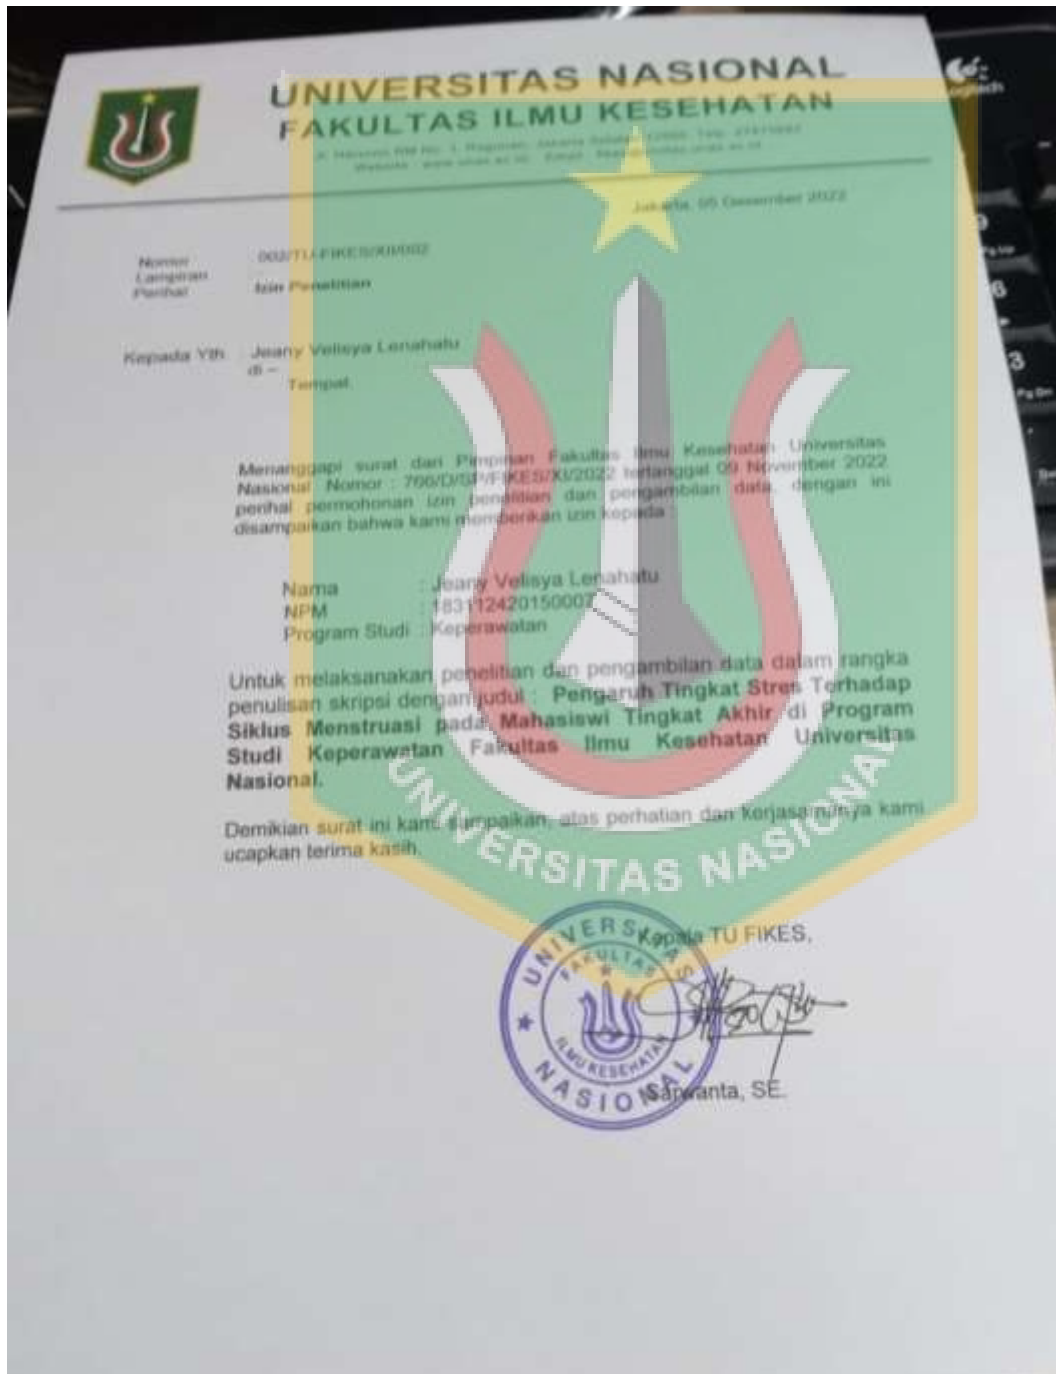 UNIVERSITAS NASIONAL
FAKULTAS ILMU KESEHATAN
Jakarta, 05 Desember 2022
Nomor : 002/TU-FIKES/XII/002
Lampiran
Perihal Izin Penelitian
Kepada Yth : Jeany Velisya Lenahatu
di –
Tempat.
Menanggapi surat dari Pimpinan Fakultas Ilmu Kesehatan Universitas
Nasional Nomor : 766/D/SP/FIKES/XI/2022 tertanggal 09 November 2022
perihal permohonan izin penelitian dan pengambilan data, dengan ini
disampaikan bahwa kami memberikan izin kepada :
Nama : Jeany Velisya Lenahatu
NPM : 183112420150007
Program Studi : Keperawatan
Untuk melaksanakan penelitian dan pengambilan data dalam rangka
penulisan skripsi dengan judul : Pengaruh Tingkat Stres Terhadap
Siklus Menstruasi pada Mahasiswi Tingkat Akhir di Program
Studi Keperawatan Fakultas Ilmu Kesehatan Universitas
Nasional.
Demikian surat ini kami sampaikan, atas perhatian dan kerjasamanya kami
ucapkan terima kasih.
UNIVERSITAS NASIONAL
Kepala TU FIKES,
UNIVERSITAS NASIONAL
FAKULTAS
ILMU KESEHATAN
Sarwanta, SE.